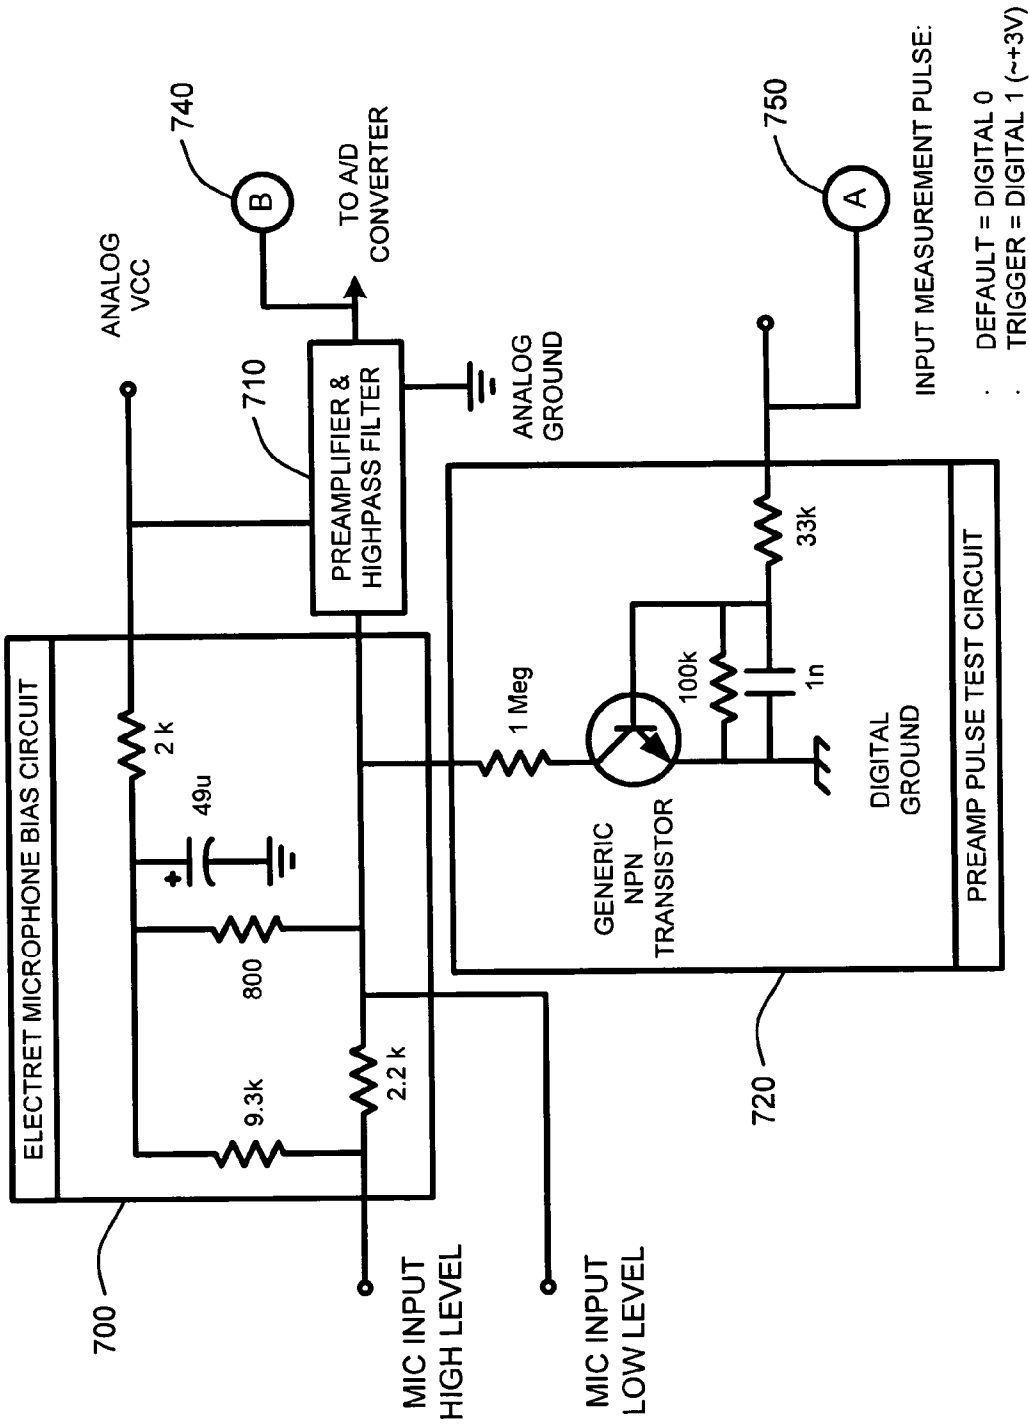 ELECTRET MICROPHONE BIAS CIRCUIT
700
ANALOG
VCC
2 k
49u
+
800
9.3k
2.2 k
710
PREAMPLIFIER &
HIGHPASS FILTER
740
B
TO A/D
CONVERTER
ANALOG
GROUND
MIC INPUT
HIGH LEVEL
MIC INPUT
LOW LEVEL
1 Meg
GENERIC
NPN
TRANSISTOR
100k
1n
33k
DIGITAL
GROUND
PREAMP PULSE TEST CIRCUIT
720
750
A
INPUT MEASUREMENT PULSE:
. DEFAULT = DIGITAL 0
. TRIGGER = DIGITAL 1 (~+3V)